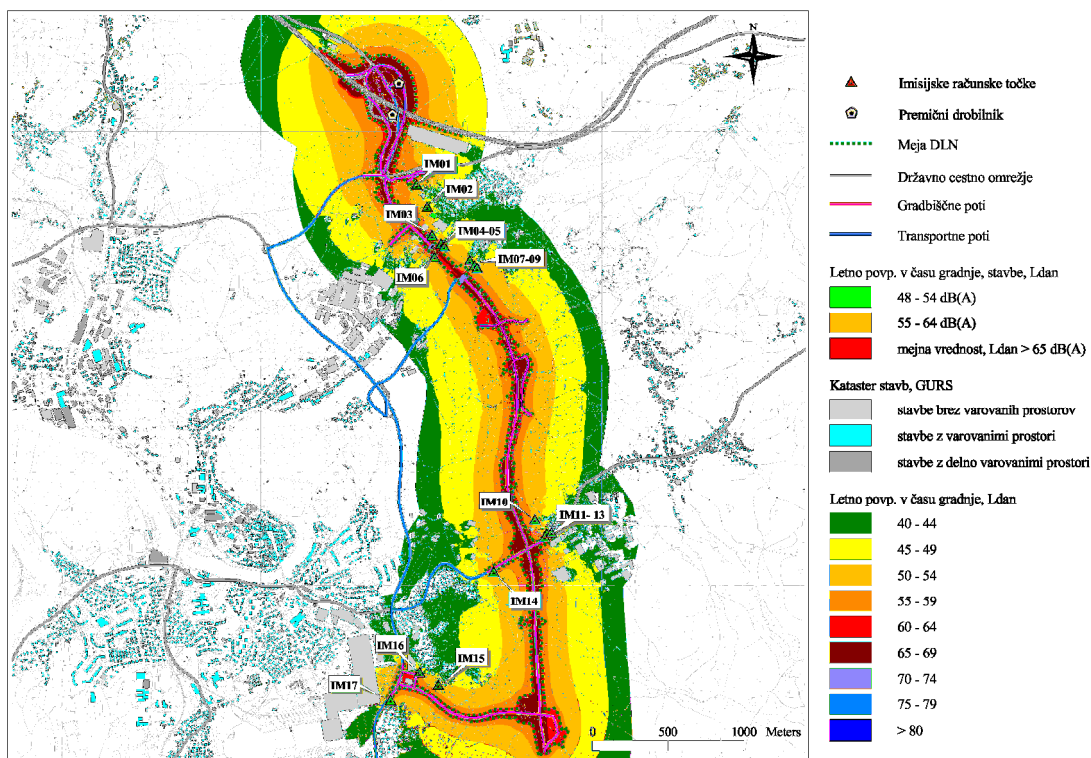 N
IM01
IM02
IM03
IM04-05
IM06
IM07-09
IM10
IM11- 13
IM14
IM16
IM15
IM17
0 500 1000 Meters
Imisijske računske točke
Premični drobilnik
Meja DLN
Državno cestno omrežje
Gradbiščne poti
Transportne poti
Letno povp. v času gradnje, stavbe, Ldan
48 - 54 dB(A)
55 - 64 dB(A)
mejna vrednost, Ldan > 65 dB(A)
Kataster stavb, GURS
stavbe brez varovanih prostorov
stavbe z varovanimi prostori
stavbe z delno varovanimi prostori
Letno povp. v času gradnje, Ldan
40 - 44
45 - 49
50 - 54
55 - 59
60 - 64
65 - 69
70 - 74
75 - 79
> 80